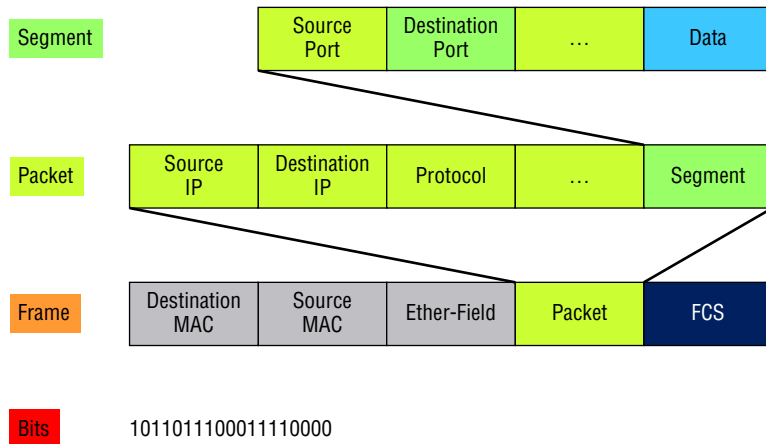 Segment
Source
Port
Destination
Port
...
Data
Packet
Source
IP
Destination
IP
Protocol
...
Segment
Frame
Destination
MAC
Source
MAC
Ether-Field
Packet
FCS
Bits
1011011100011110000